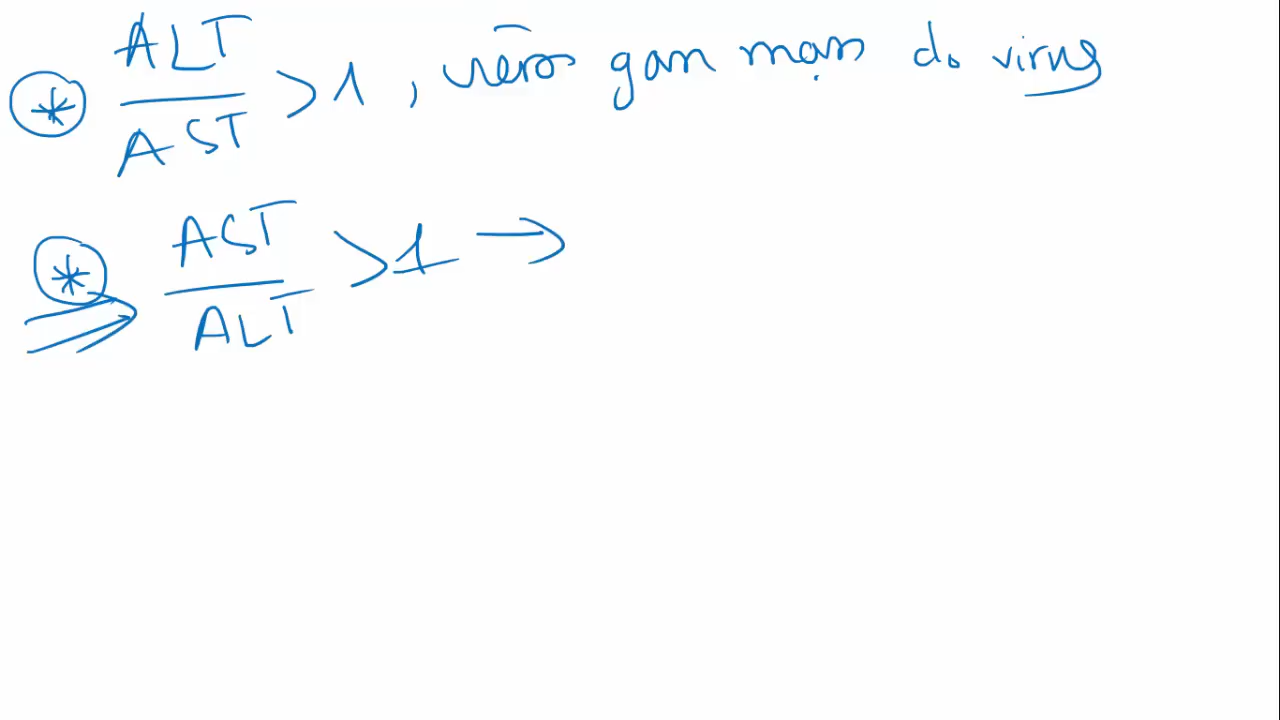 * ALT/AST > 1, viêm gan mạn do virus
* AST/ALT > 1 →